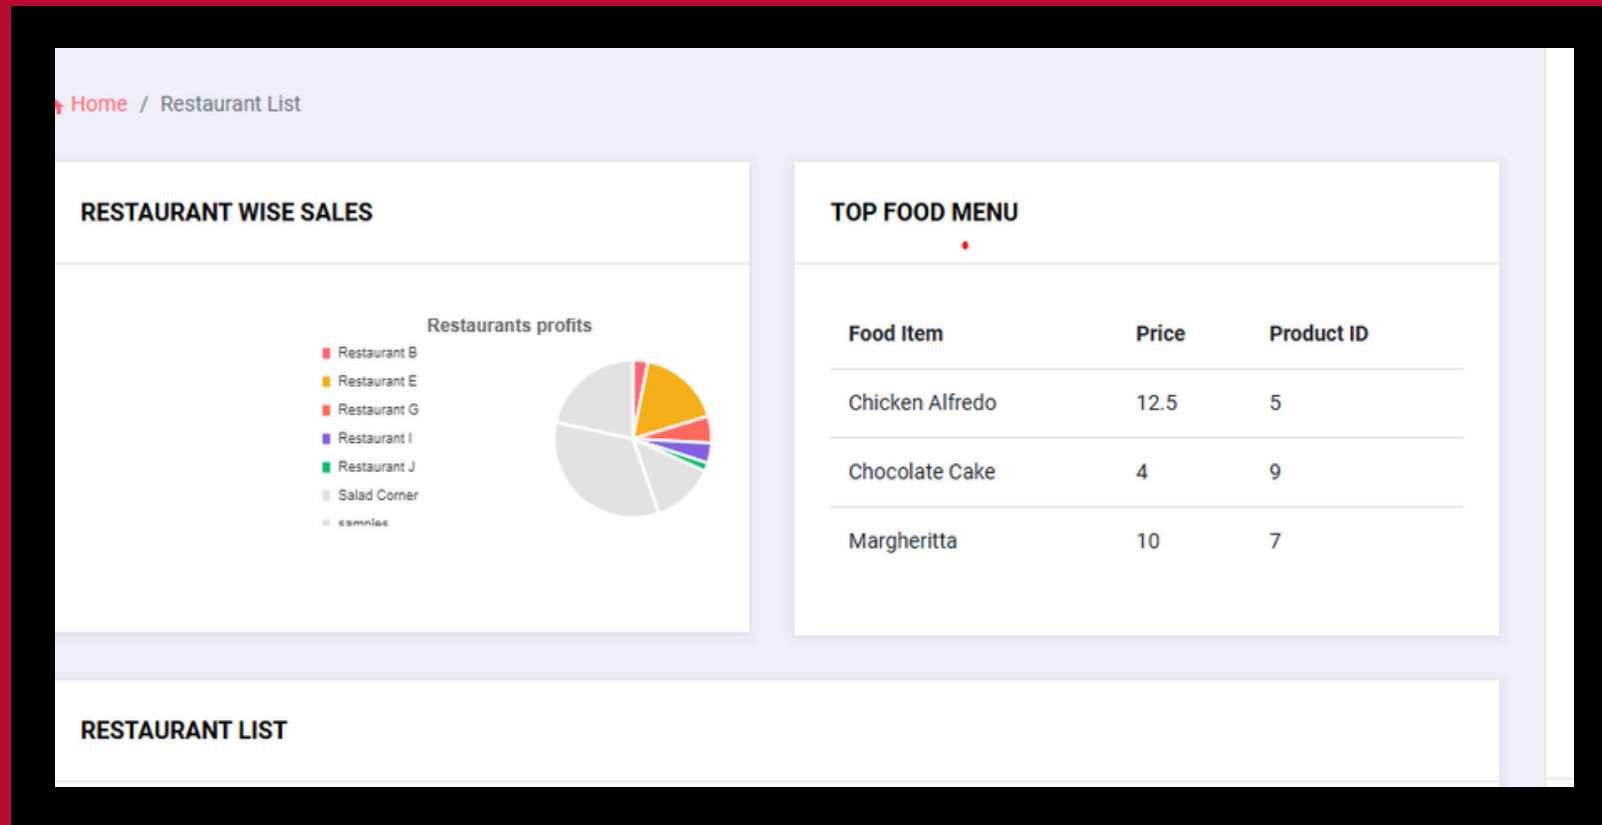 Home / Restaurant List
RESTAURANT WISE SALES
Restaurants profits
Restaurant B
Restaurant E
Restaurant G
Restaurant I
Restaurant J
Salad Corner
samples
TOP FOOD MENU
Food Item Price Product ID
Chicken Alfredo 12.5 5
Chocolate Cake 4 9
Margheritta 10 7
RESTAURANT LIST